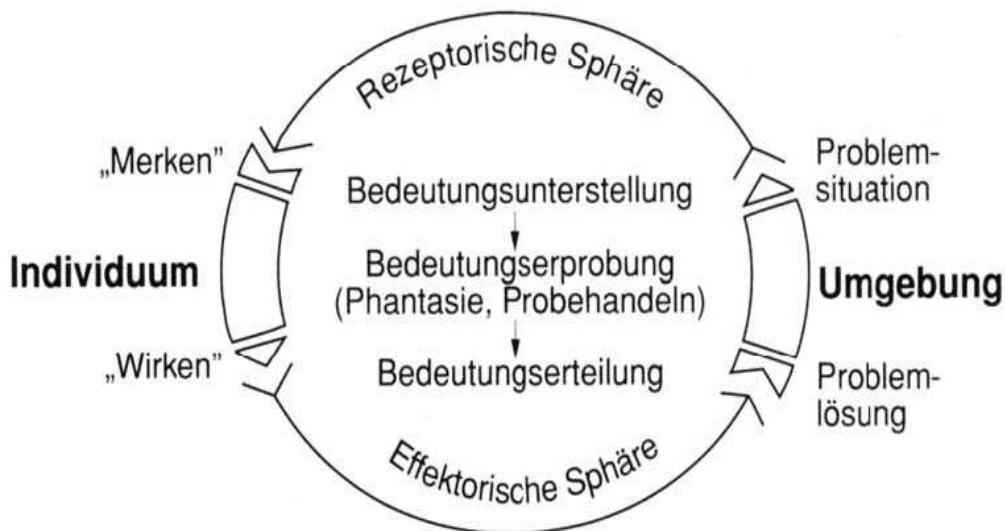 Rezeptorische Sphäre
„Merken”
Problem-
situation
Bedeutungsunterstellung
Individuum
Bedeutungserprobung
(Phantasie, Probehandeln)
Umgebung
„Wirken”
Bedeutungserteilung
Problem-
lösung
Effektorische Sphäre